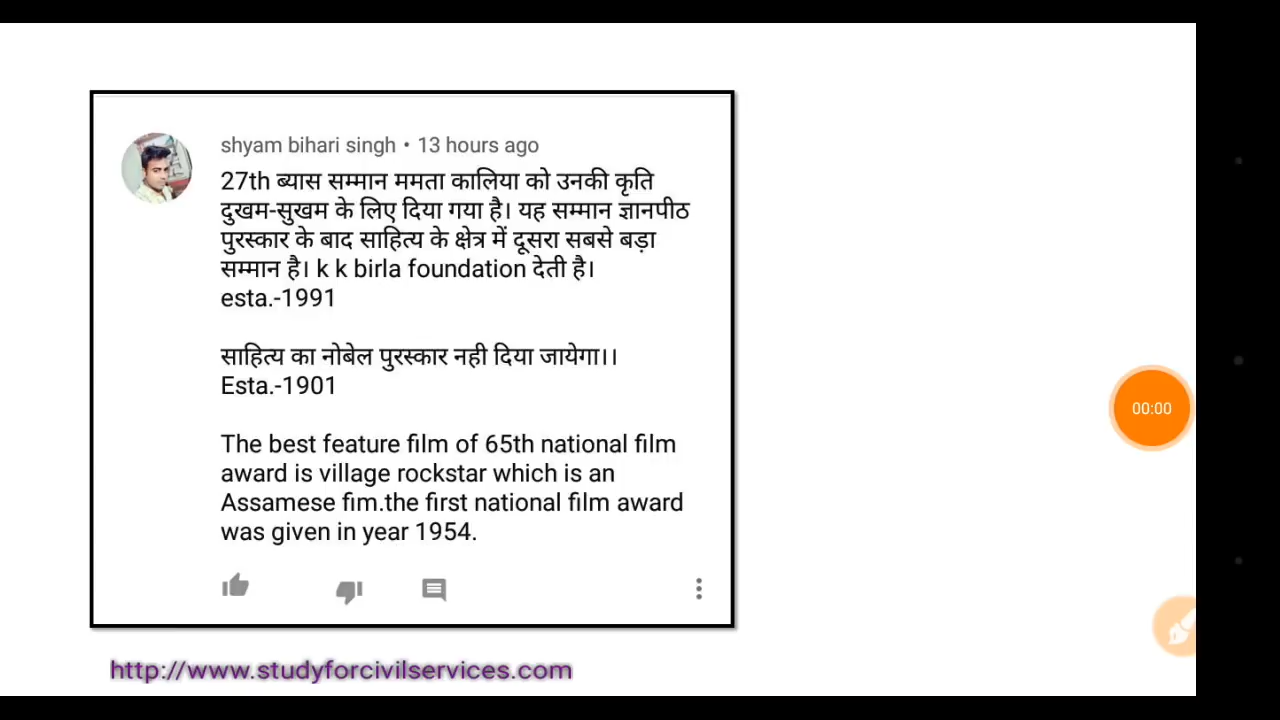 shyam bihari singh • 13 hours ago
27th ब्यास सम्मान ममता कालिया को उनकी कृति
दुखम-सुखम के लिए दिया गया है। यह सम्मान ज्ञानपीठ
पुरस्कार के बाद साहित्य के क्षेत्र में दूसरा सबसे बड़ा
सम्मान है। k k birla foundation देती है।
esta.-1991
साहित्य का नोबेल पुरस्कार नही दिया जायेगा।।
Esta.-1901
The best feature film of 65th national film
award is village rockstar which is an
Assamese fim.the first national film award
was given in year 1954.
00:00
http://www.studyforcivilservices.com